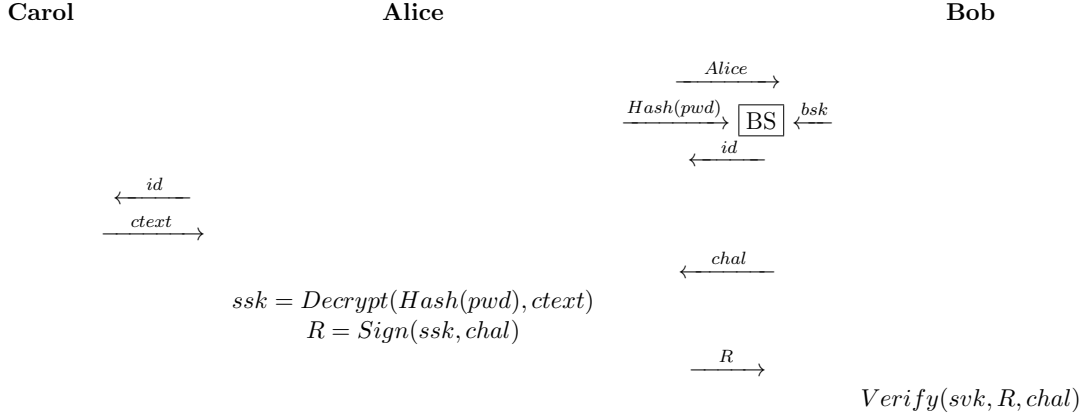 Carol Alice Bob
Alice
Hash(pwd) BS bsk
id
id
ctext
chal
ssk = Decrypt(Hash(pwd), ctext)
R = Sign(ssk, chal)
R
Verify(svk, R, chal)